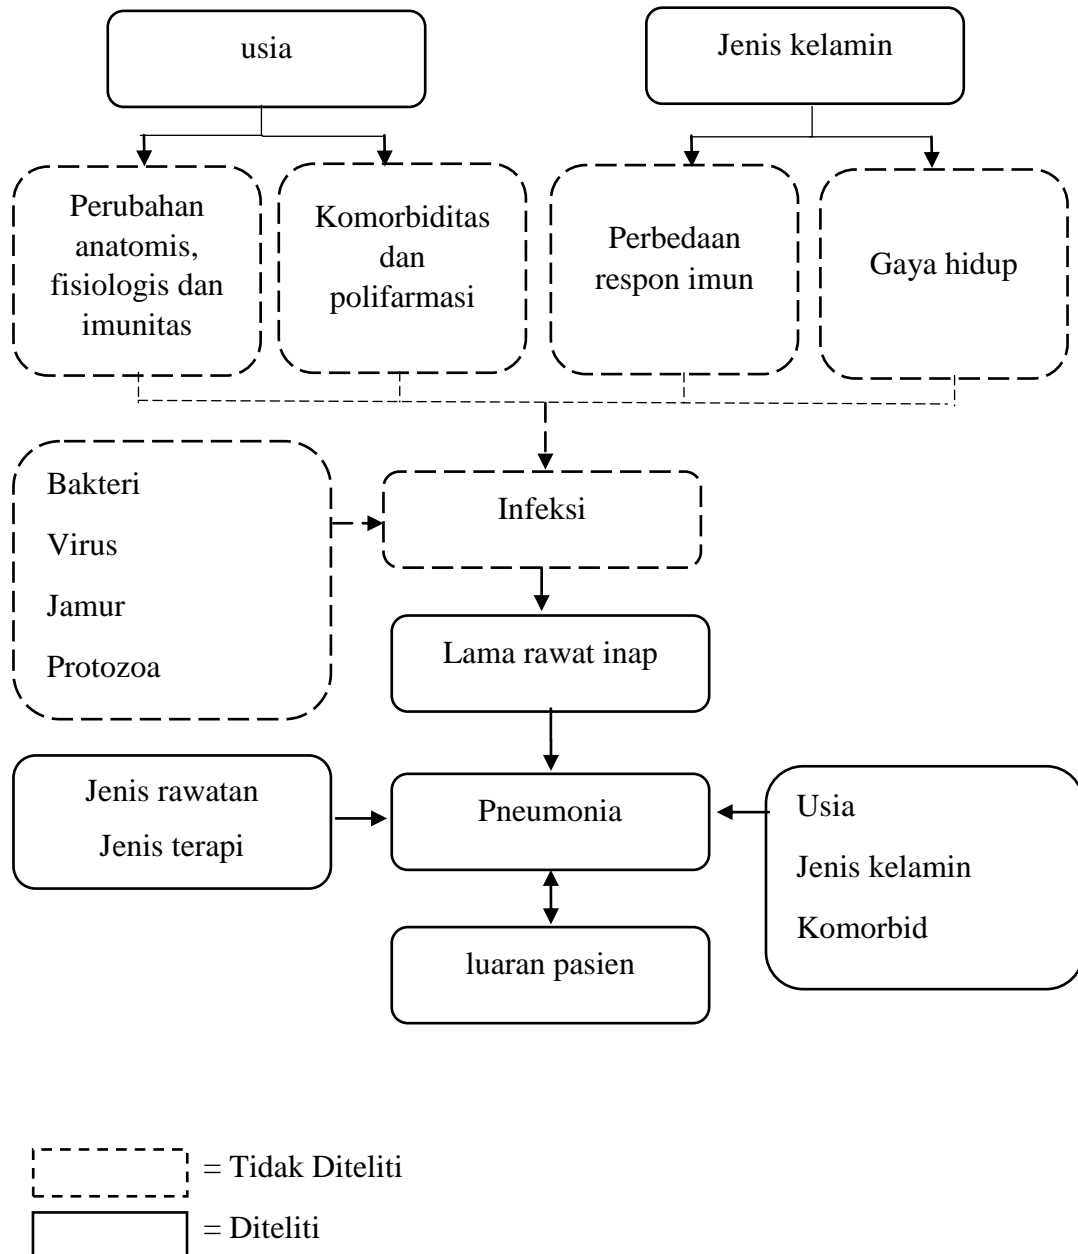 usia
Jenis kelamin
Perubahan
anatomis,
fisiologis dan
imunitas
Komorbiditas
dan
polifarmasi
Perbedaan
respon imun
Gaya hidup
Bakteri
Virus
Jamur
Protozoa
Infeksi
Lama rawat inap
Jenis rawatan
Jenis terapi
Pneumonia
Usia
Jenis kelamin
Komorbid
luaran pasien
= Tidak Diteliti
= Diteliti